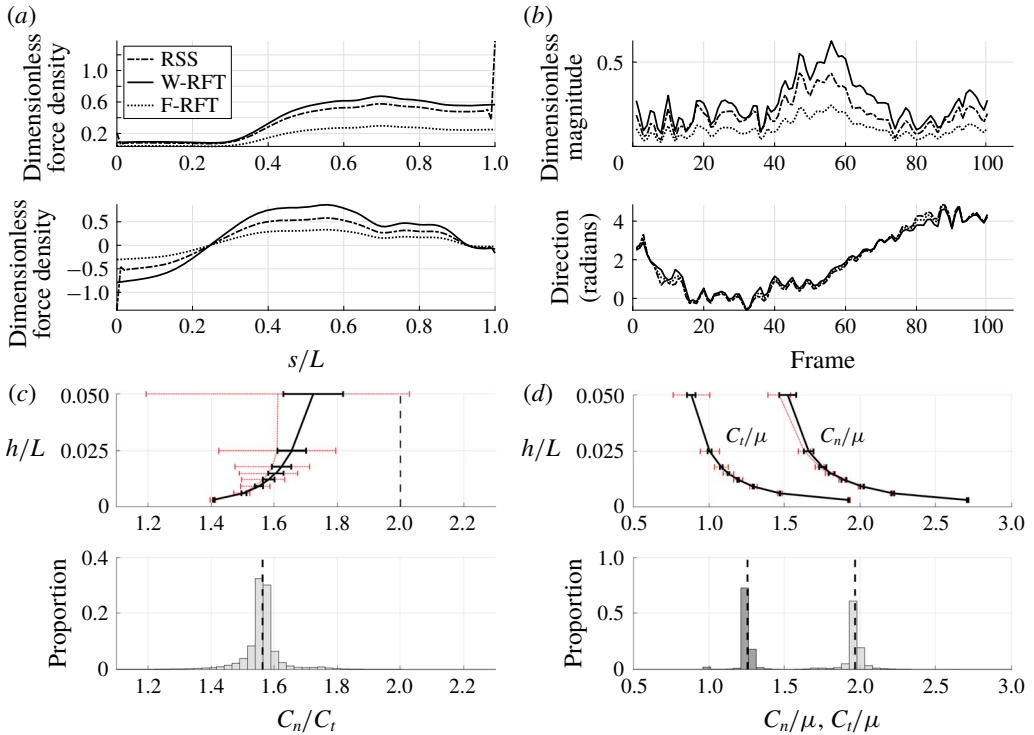 (a)
(b)
Dimensionless
force density
1.2
1.0
0.6
0.2
RSS
W-RFT
F-RFT
0
0.2
0.4
0.6
0.8
1.0
Dimensionless
magnitude
0.5
0
20
40
60
80
100
Dimensionless
force density
0.5
0
−0.5
−1.0
0
0.2
0.4
0.6
0.8
1.0
s/L
Direction
(radians)
4
2
0
0
20
40
60
80
100
Frame
(c)
(d)
h/L
0.050
0.025
0
1.2
1.4
1.6
1.8
2.0
2.2
h/L
0.050
0.025
0
C_t/μ
C_n/μ
0.5
1.0
1.5
2.0
2.5
3.0
Proportion
0.4
0.2
0
1.2
1.4
1.6
1.8
2.0
2.2
C_n/C_t
Proportion
1.0
0.5
0
0.5
1.0
1.5
2.0
2.5
3.0
C_n/μ, C_t/μ